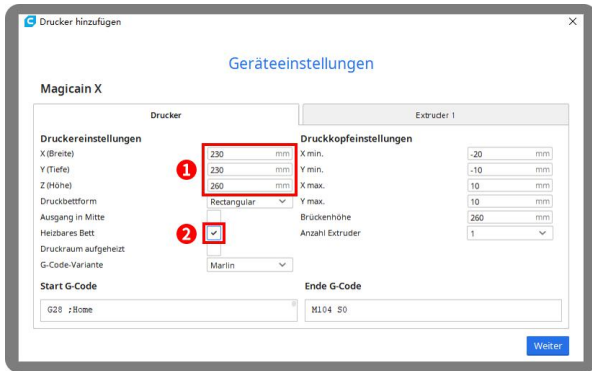 Drucker hinzufügen
Geräteeinstellungen
Magicain X
Drucker
Extruder 1
Druckereinstellungen
X (Breite) 230 mm
Y (Tiefe) 230 mm
Z (Höhe) 260 mm
1
Druckbettform Rectangular
Ausgang in Mitte
Heizbares Bett
2
Druckraum aufgeheizt
G-Code-Variante Marlin
Druckkopfeinstellungen
X min. -20 mm
Y min. -10 mm
X max. 10 mm
Y max. 10 mm
Brückenhöhe 260 mm
Anzahl Extruder 1
Start G-Code
G28 ;Home
Ende G-Code
M104 S0
Weiter